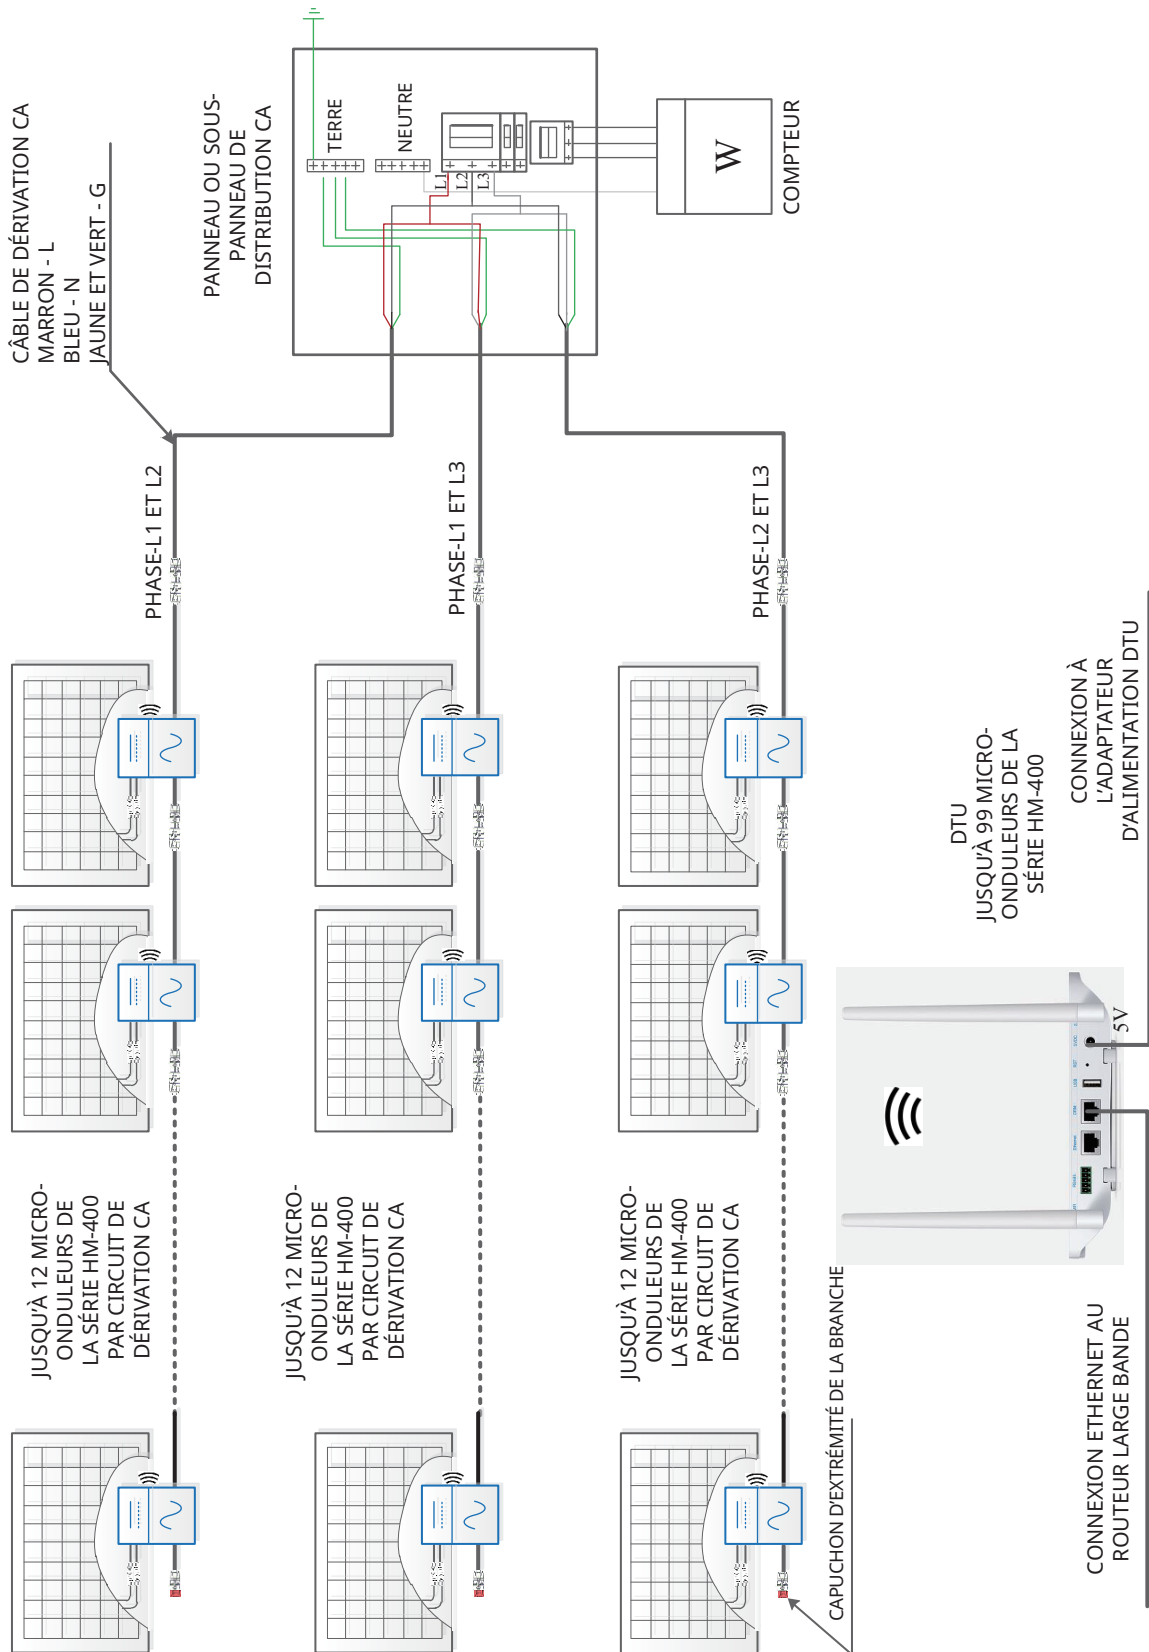 CÂBLE DE DÉRIVATION CA
MARRON - L
BLEU - N
JAUNE ET VERT - G
PANNEAU OU SOUS-
PANNEAU DE
DISTRIBUTION CA
TERRE
NEUTRE
L1
L2
L3
W
COMPTEUR
PHASE-L1 ET L2
PHASE-L1 ET L3
PHASE-L2 ET L3
JUSQU'À 12 MICRO-
ONDULEURS DE
LA SÉRIE HM-400
PAR CIRCUIT DE
DÉRIVATION CA
JUSQU'À 12 MICRO-
ONDULEURS DE
LA SÉRIE HM-400
PAR CIRCUIT DE
DÉRIVATION CA
JUSQU'À 12 MICRO-
ONDULEURS DE
LA SÉRIE HM-400
PAR CIRCUIT DE
DÉRIVATION CA
CAPUCHON D'EXTRÉMITÉ DE LA BRANCHE
DTU
JUSQU'À 99 MICRO-
ONDULEURS DE LA
SÉRIE HM-400
CONNEXION À
L'ADAPTATEUR
D'ALIMENTATION DTU
5V
Ethernet
DRM
USB
RST
CONNEXION ETHERNET AU
ROUTEUR LARGE BANDE